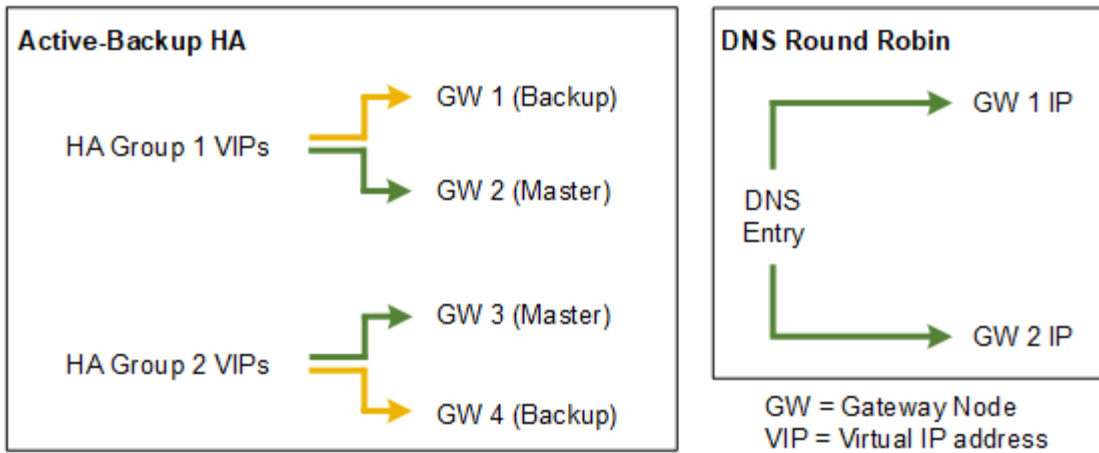 Active-Backup HA
HA Group 1 VIPs
GW 1 (Backup)
GW 2 (Master)
HA Group 2 VIPs
GW 3 (Master)
GW 4 (Backup)
DNS Round Robin
DNS
Entry
GW 1 IP
GW 2 IP
GW = Gateway Node
VIP = Virtual IP address